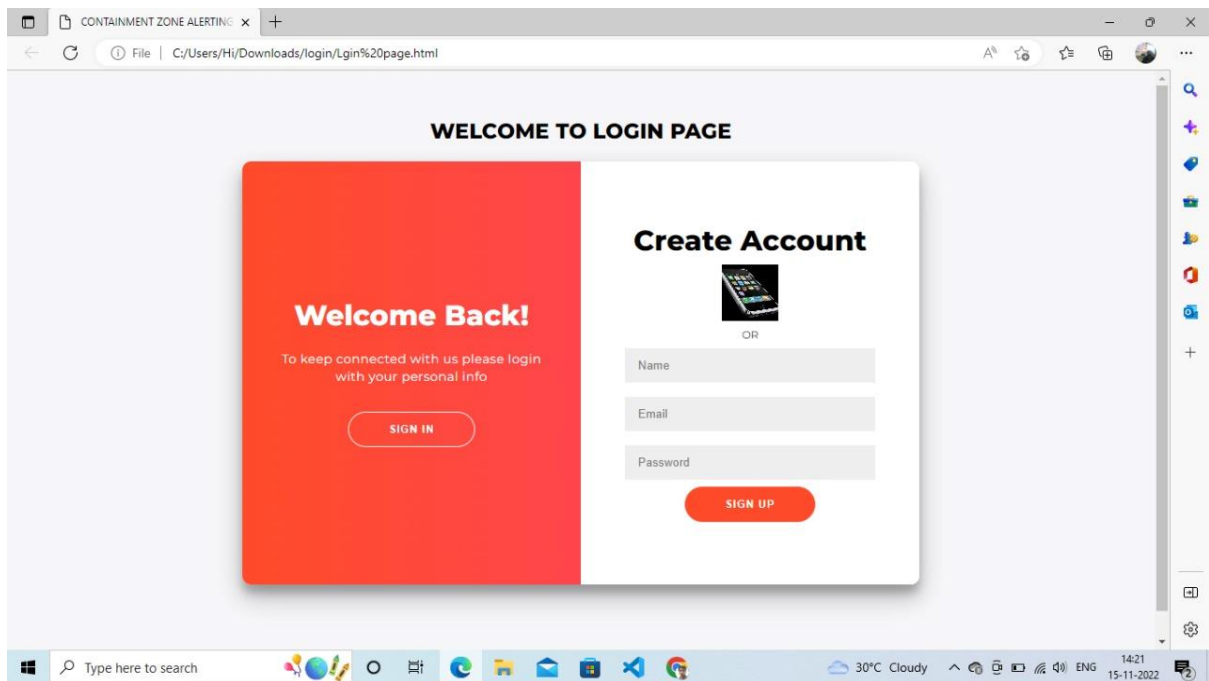 CONTAINMENT ZONE ALERTING
File | C:/Users/Hi/Downloads/login/Lgin%20page.html
WELCOME TO LOGIN PAGE
Welcome Back!
To keep connected with us please login
with your personal info
SIGN IN
Create Account
OR
Name
Email
Password
SIGN UP
Type here to search
30°C Cloudy
ENG
14:21
15-11-2022
2